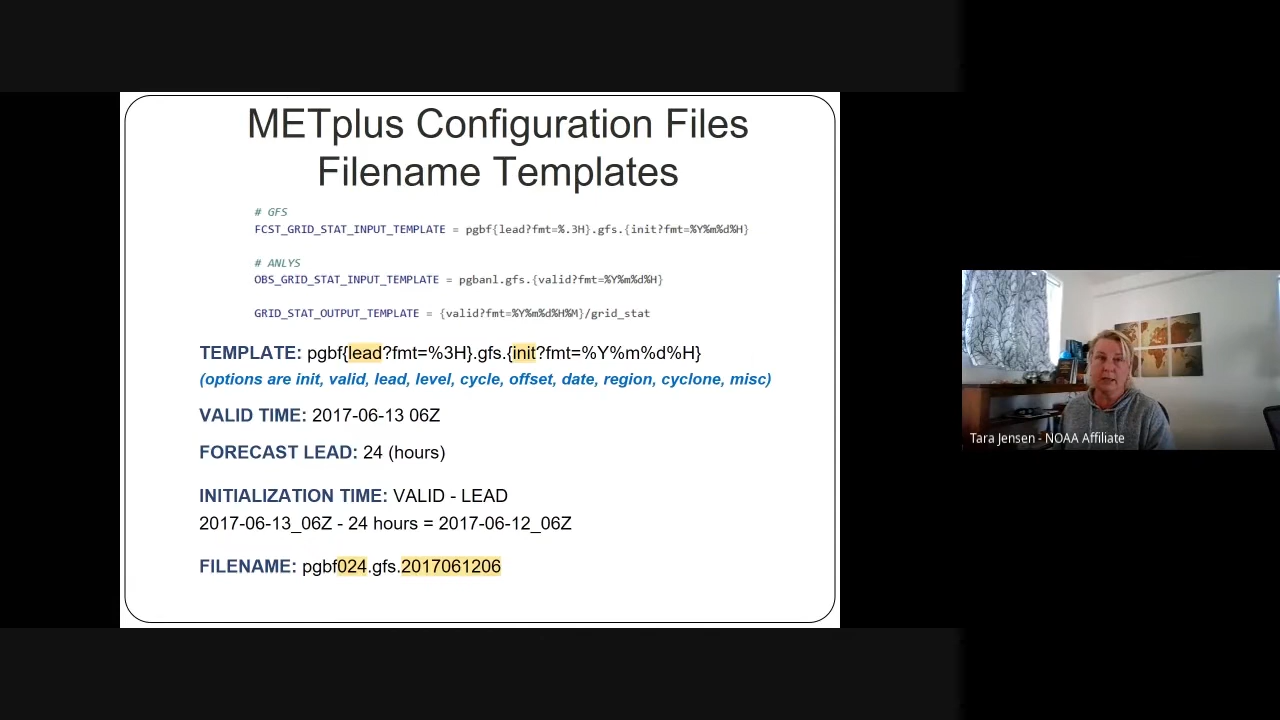 METplus Configuration Files
Filename Templates
# GFS
FCST_GRID_STAT_INPUT_TEMPLATE = pgbf{lead?fmt=%.3H}.gfs.{init?fmt=%Y%m%d%H}
# ANLYS
OBS_GRID_STAT_INPUT_TEMPLATE = pgbanl.gfs.{valid?fmt=%Y%m%d%H}
GRID_STAT_OUTPUT_TEMPLATE = {valid?fmt=%Y%m%d%H%M}/grid_stat
TEMPLATE: pgbf{lead?fmt=%3H}.gfs.{init?fmt=%Y%m%d%H}
(options are init, valid, lead, level, cycle, offset, date, region, cyclone, misc)
VALID TIME: 2017-06-13 06Z
FORECAST LEAD: 24 (hours)
INITIALIZATION TIME: VALID - LEAD
2017-06-13_06Z - 24 hours = 2017-06-12_06Z
FILENAME: pgbf024.gfs.2017061206
Tara Jensen - NOAA Affiliate